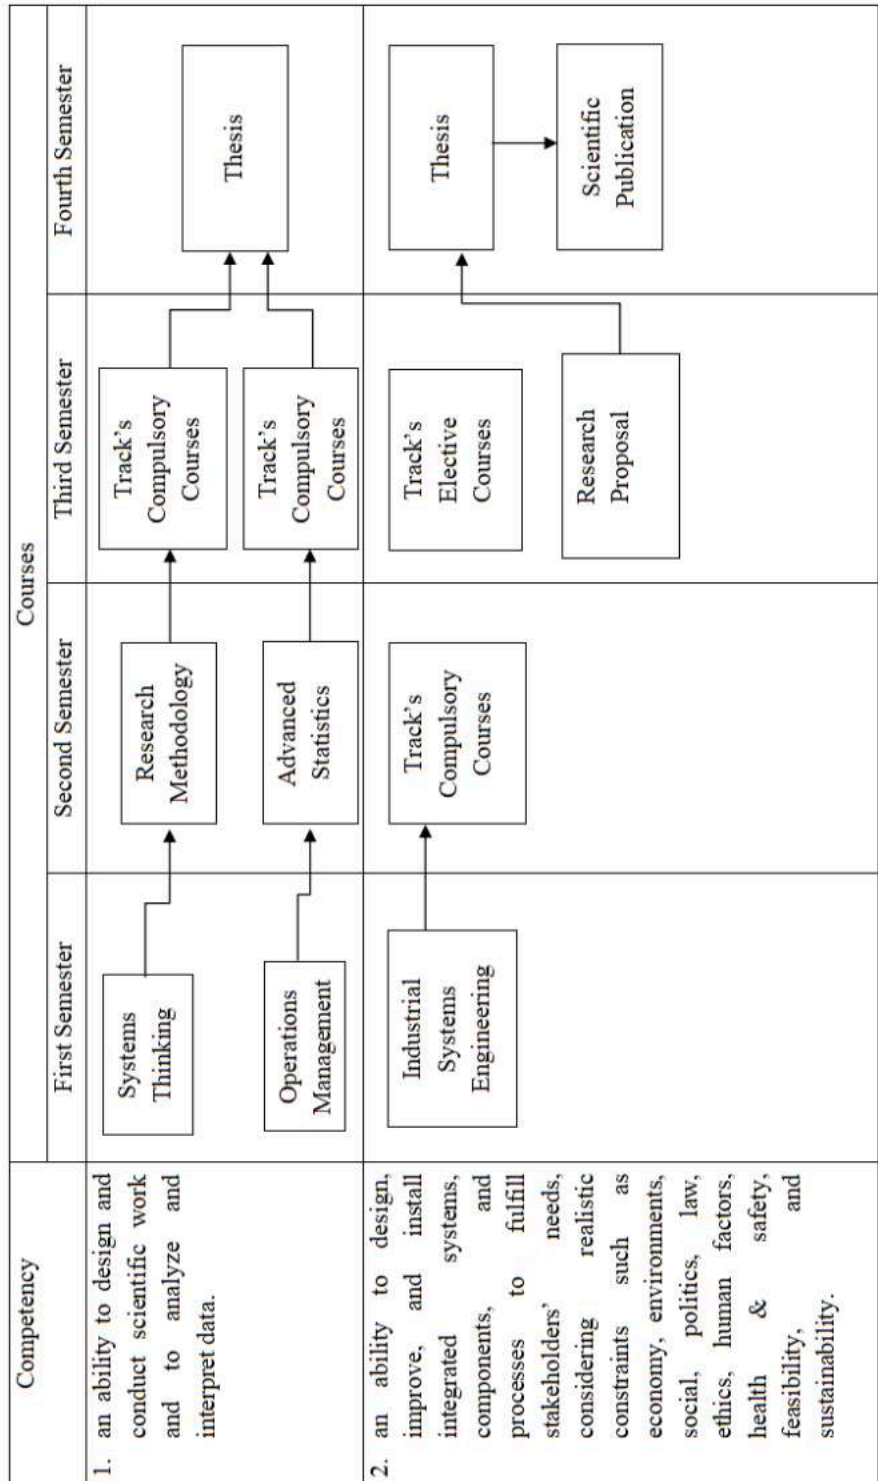 Competency
Courses
First Semester
Second Semester
Third Semester
Fourth Semester
1. an ability to design and
conduct scientific work
and to analyze and
interpret data.
Systems
Thinking
Operations
Management
Research
Methodology
Advanced
Statistics
Track's
Compulsory
Courses
Track's
Compulsory
Courses
Thesis
2. an ability to design,
improve, and install
integrated systems,
components, and
processes to fulfill
stakeholders' needs,
considering realistic
constraints such as
economy, environments,
social, politics, law,
ethics, human factors,
health & safety,
feasibility, and
sustainability.
Industrial
Systems
Engineering
Track's
Compulsory
Courses
Track's
Elective
Courses
Research
Proposal
Thesis
Scientific
Publication